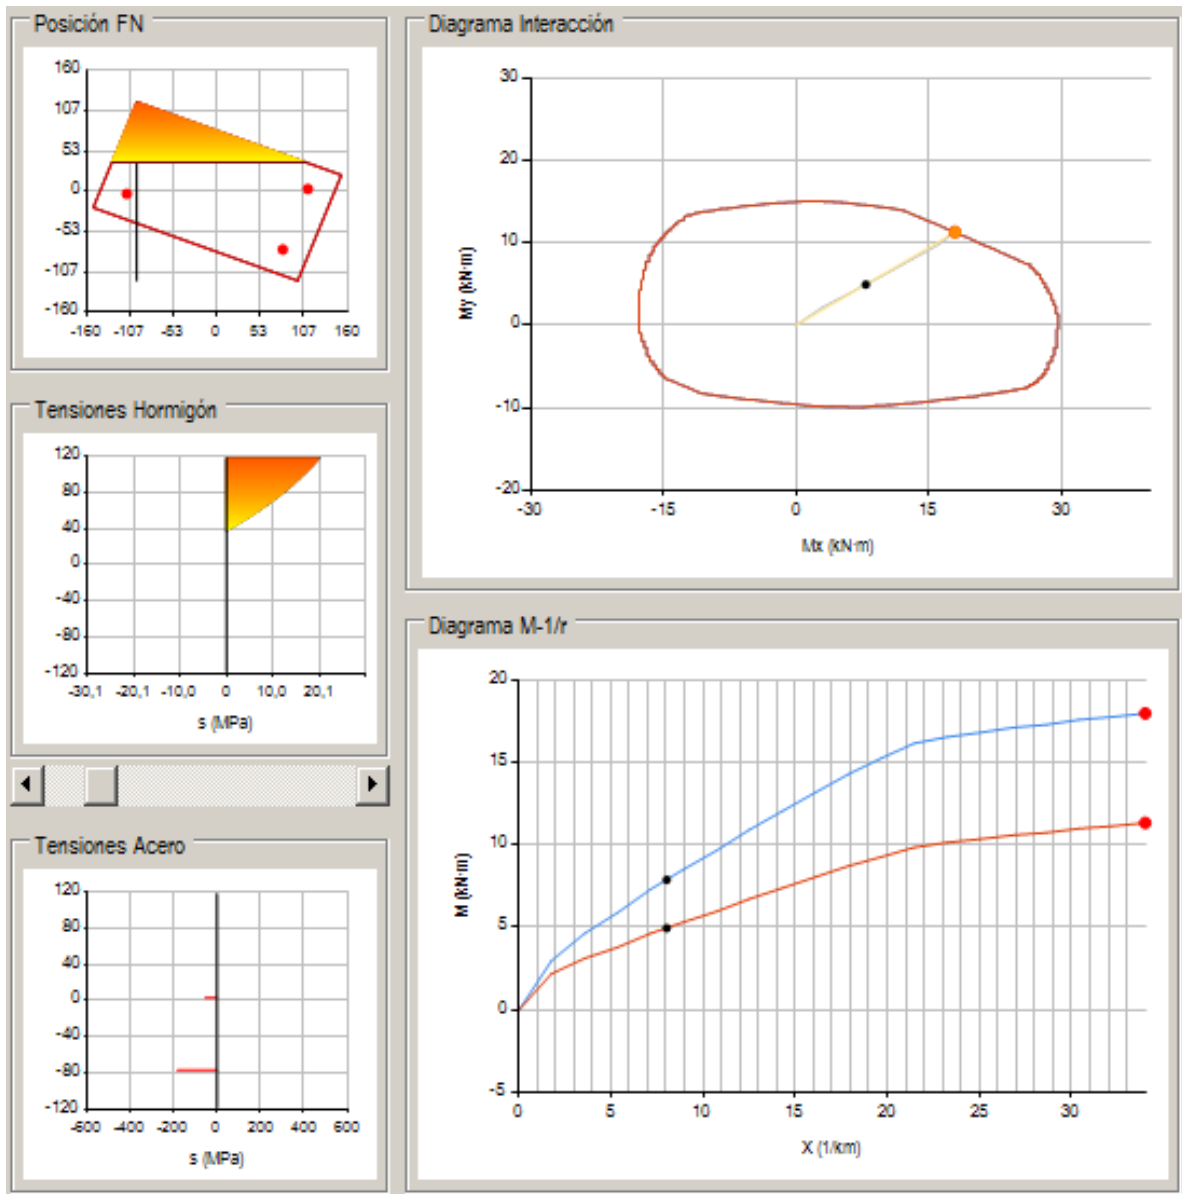 Posición FN
160
107
53
0
-53
-107
-160
-160 -107 -53 0 53 107 160
Tensiones Hormigón
120
80
40
0
-40
-80
-120
-30,1 -20,1 -10,0 0 10,0 20,1
s (MPa)
Tensiones Acero
120
80
40
0
-40
-80
-120
-600 -400 -200 0 200 400 600
s (MPa)
Diagrama Interacción
30
20
10
0
-10
-20
My (kN·m)
-30 -15 0 15 30
Mx (kN·m)
Diagrama M-1/r
20
15
10
5
0
-5
M (kN·m)
0 5 10 15 20 25 30
X (1/km)